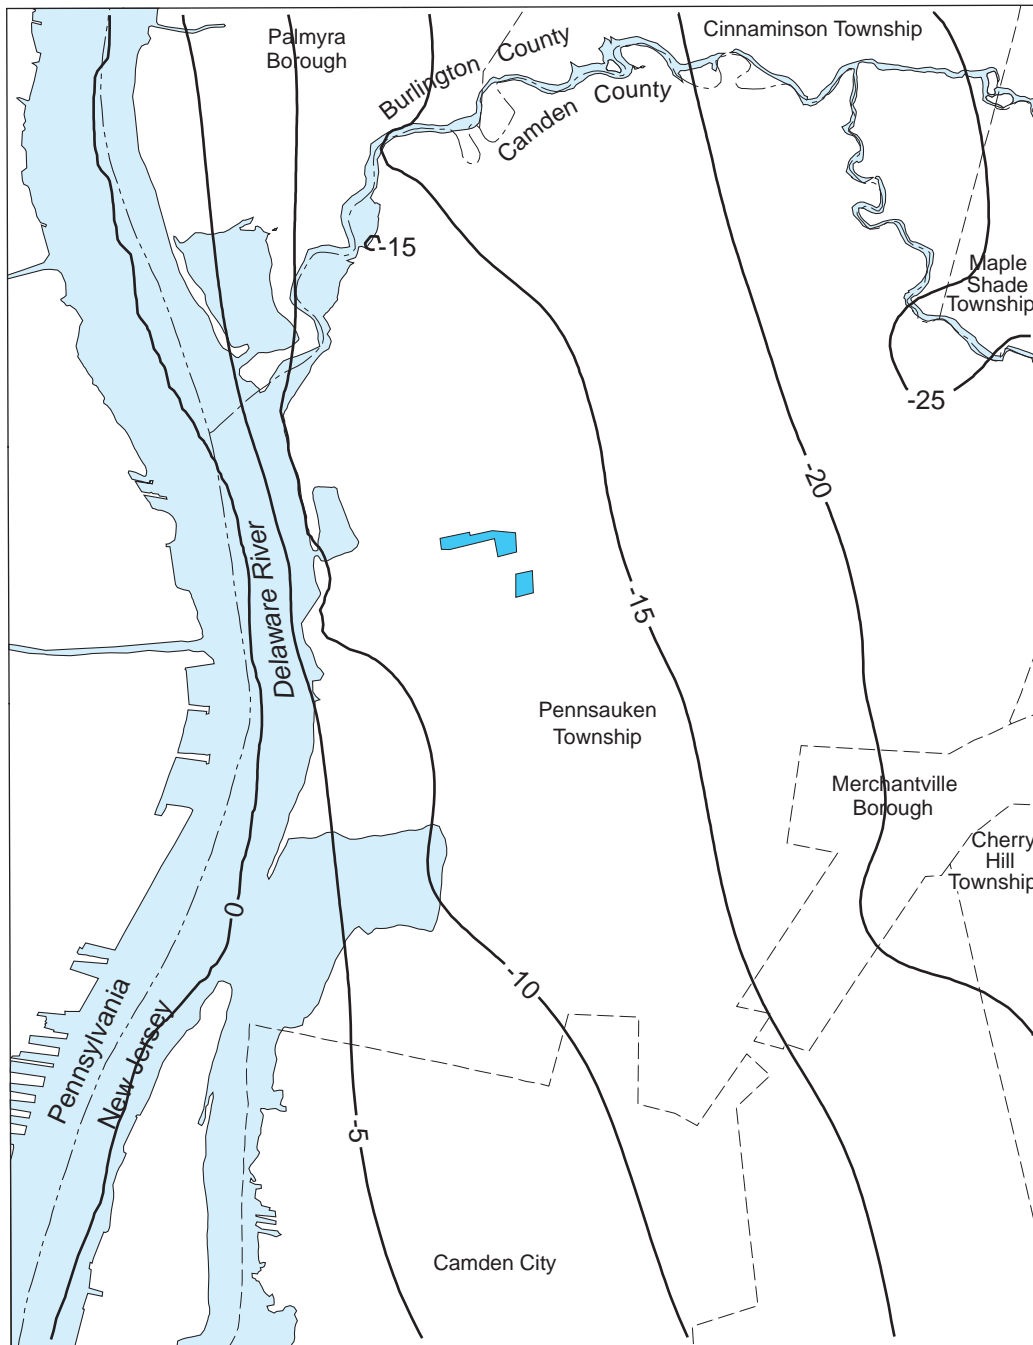 Palmyra
Borough
Burlington County
Camden County
Cinnaminson Township
-15
Maple
Shade
Township
-25
-20
Delaware River
-15
Pennsauken
Township
Merchantville
Borough
Cherry
Hill
Township
0
-10
Pennsylvania
New Jersey
-5
Camden City